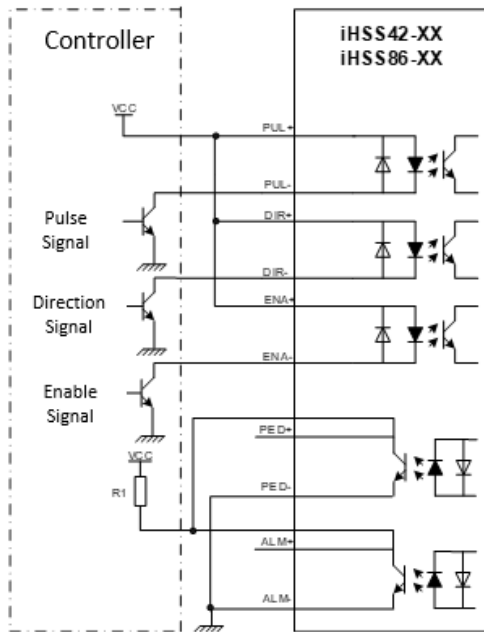 Controller
iHSS42-XX
iHSS86-XX
VCC
PUL+
PUL-
Pulse
Signal
DIR+
DIR-
Direction
Signal
ENA+
ENA-
Enable
Signal
PED+
VCC
R1
PED-
ALM+
ALM-